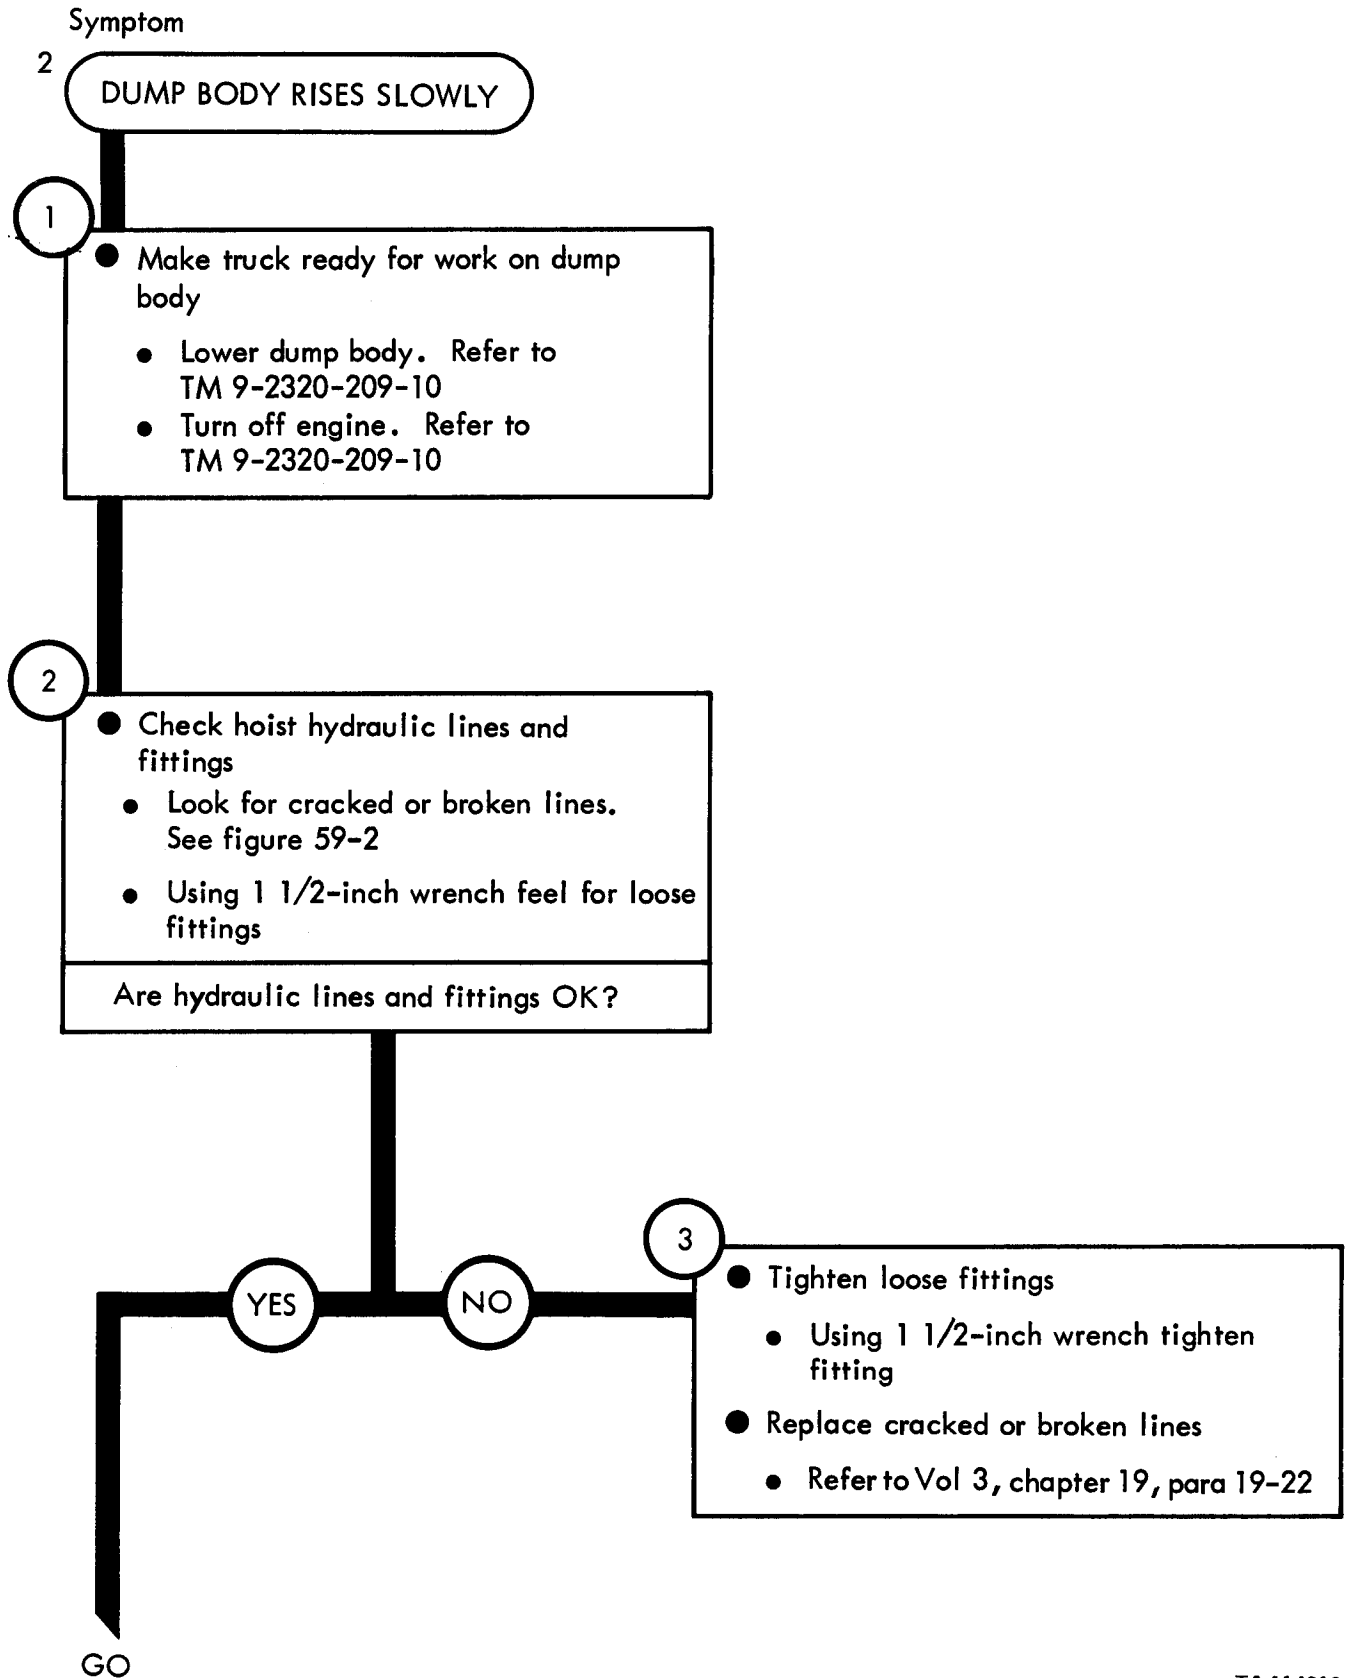 Symptom
2
DUMP BODY RISES SLOWLY
1
● Make truck ready for work on dump
body
● Lower dump body. Refer to
TM 9-2320-209-10
● Turn off engine. Refer to
TM 9-2320-209-10
2
● Check hoist hydraulic lines and
fittings
● Look for cracked or broken lines.
See figure 59-2
● Using 1 1/2-inch wrench feel for loose
fittings
Are hydraulic lines and fittings OK?
YES
NO
3
● Tighten loose fittings
● Using 1 1/2-inch wrench tighten
fitting
● Replace cracked or broken lines
● Refer to Vol 3, chapter 19, para 19-22
GO